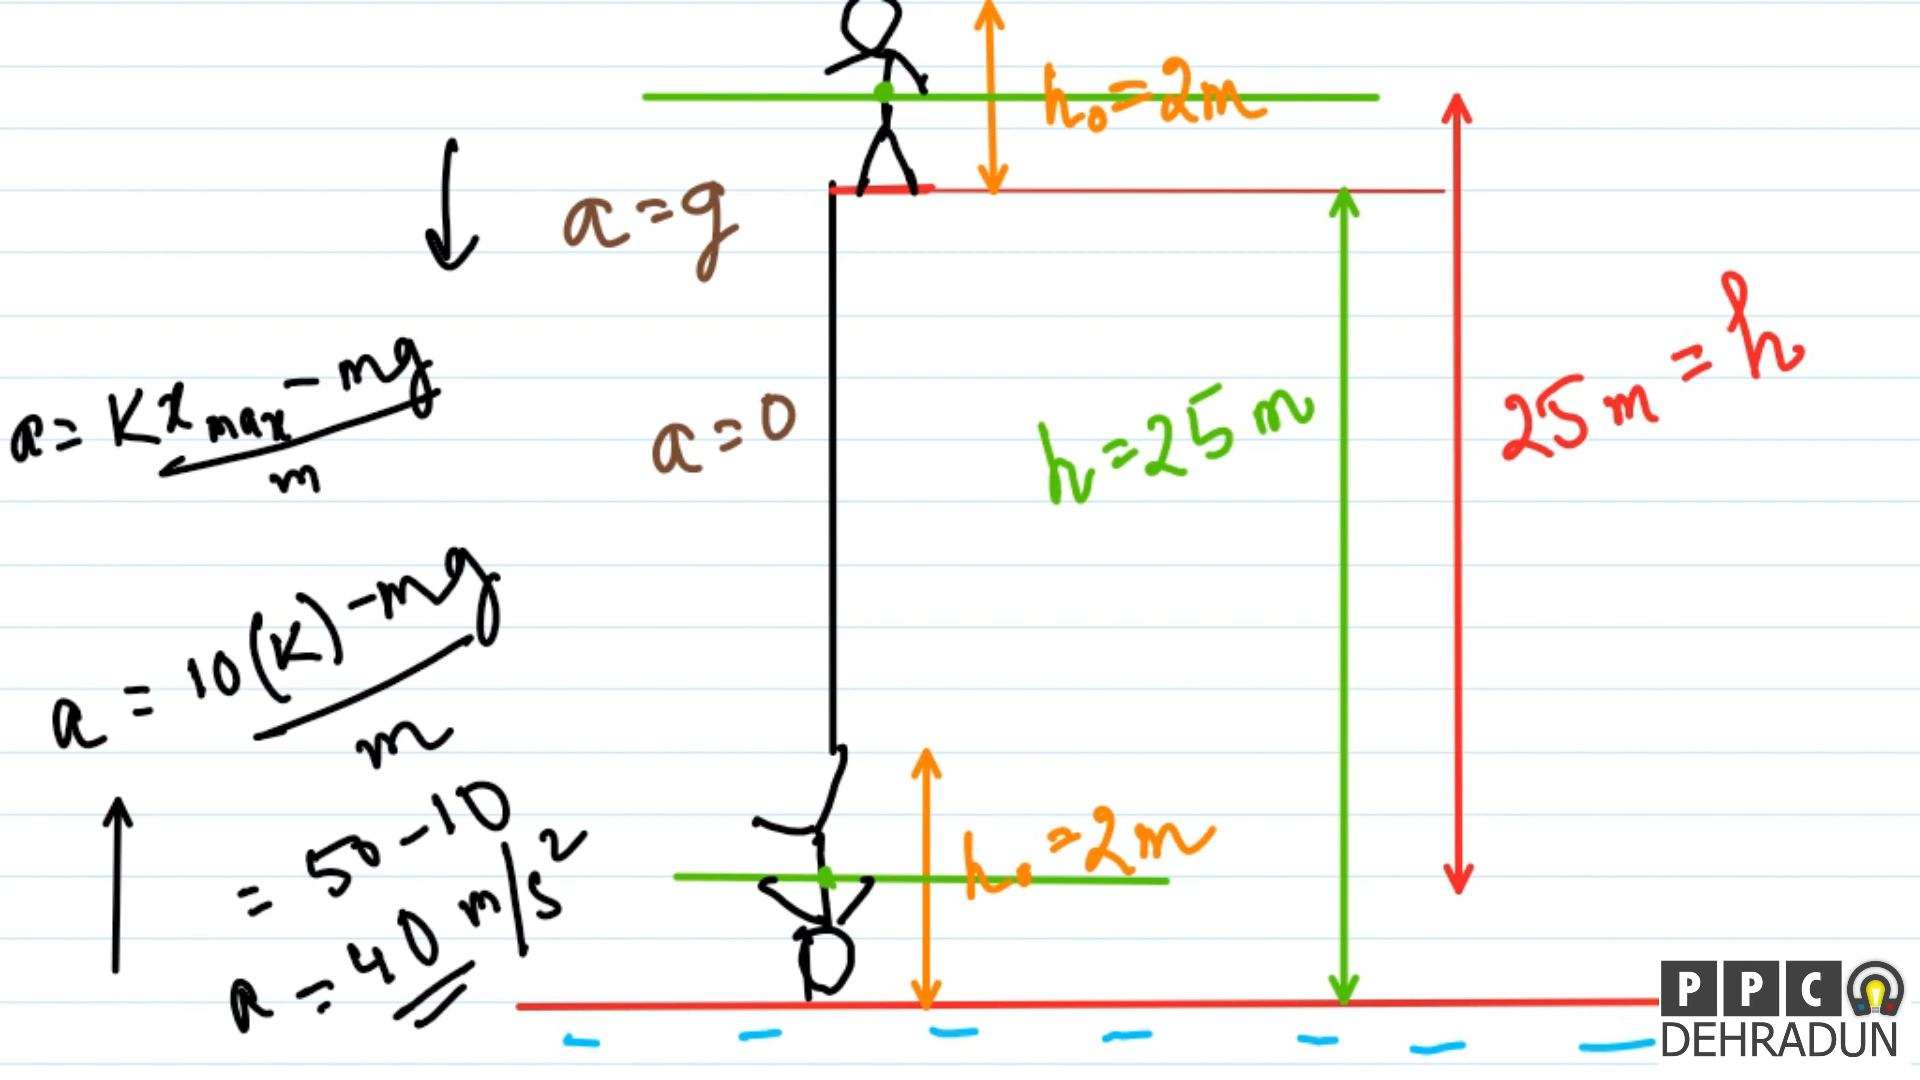 h₀ = 2m
a = g
25 m = h
a = Kx_max - mg
m
a = 0
h = 25 m
a = 10(K) - mg
m
= 50 - 10
h₀ = 2m
a = 40 m/s²
PPC
DEHRADUN